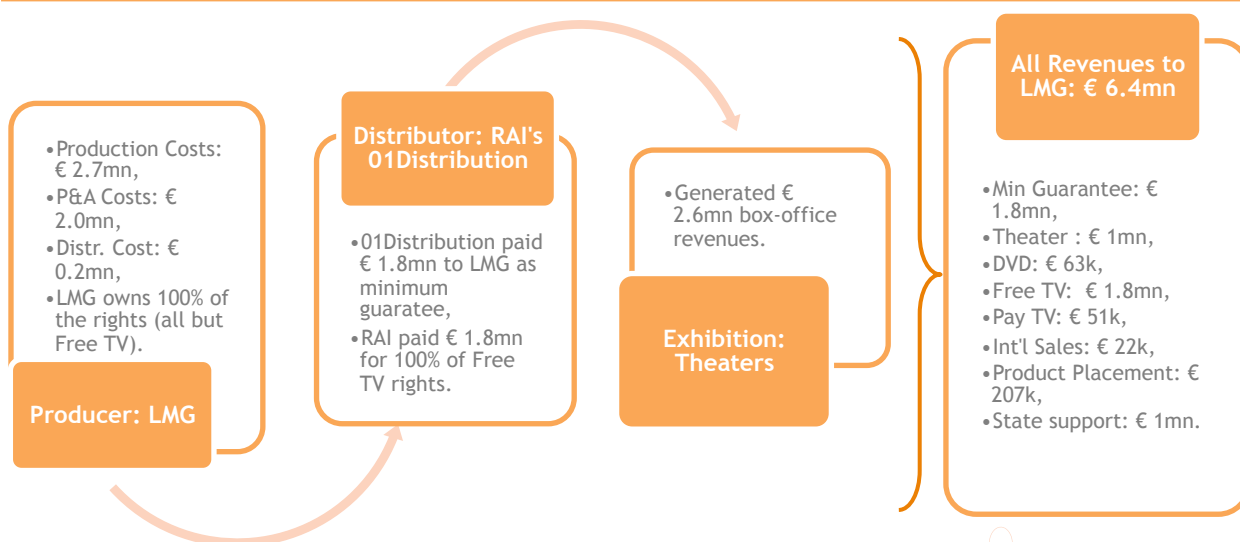 •Production Costs:
€ 2.7mn,
•P&A Costs: €
2.0mn,
•Distr. Cost: €
0.2mn,
•LMG owns 100% of
the rights (all but
Free TV).
Producer: LMG
Distributor: RAI's
01Distribution
•01Distribution paid
€ 1.8mn to LMG as
minimum
guaratee,
•RAI paid € 1.8mn
for 100% of Free
TV rights.
•Generated €
2.6mn box-office
revenues.
Exhibition:
Theaters
All Revenues to
LMG: € 6.4mn
•Min Guarantee: €
1.8mn,
•Theater : € 1mn,
•DVD: € 63k,
•Free TV:  € 1.8mn,
•Pay TV: € 51k,
•Int'l Sales: € 22k,
•Product Placement: €
207k,
•State support: € 1mn.